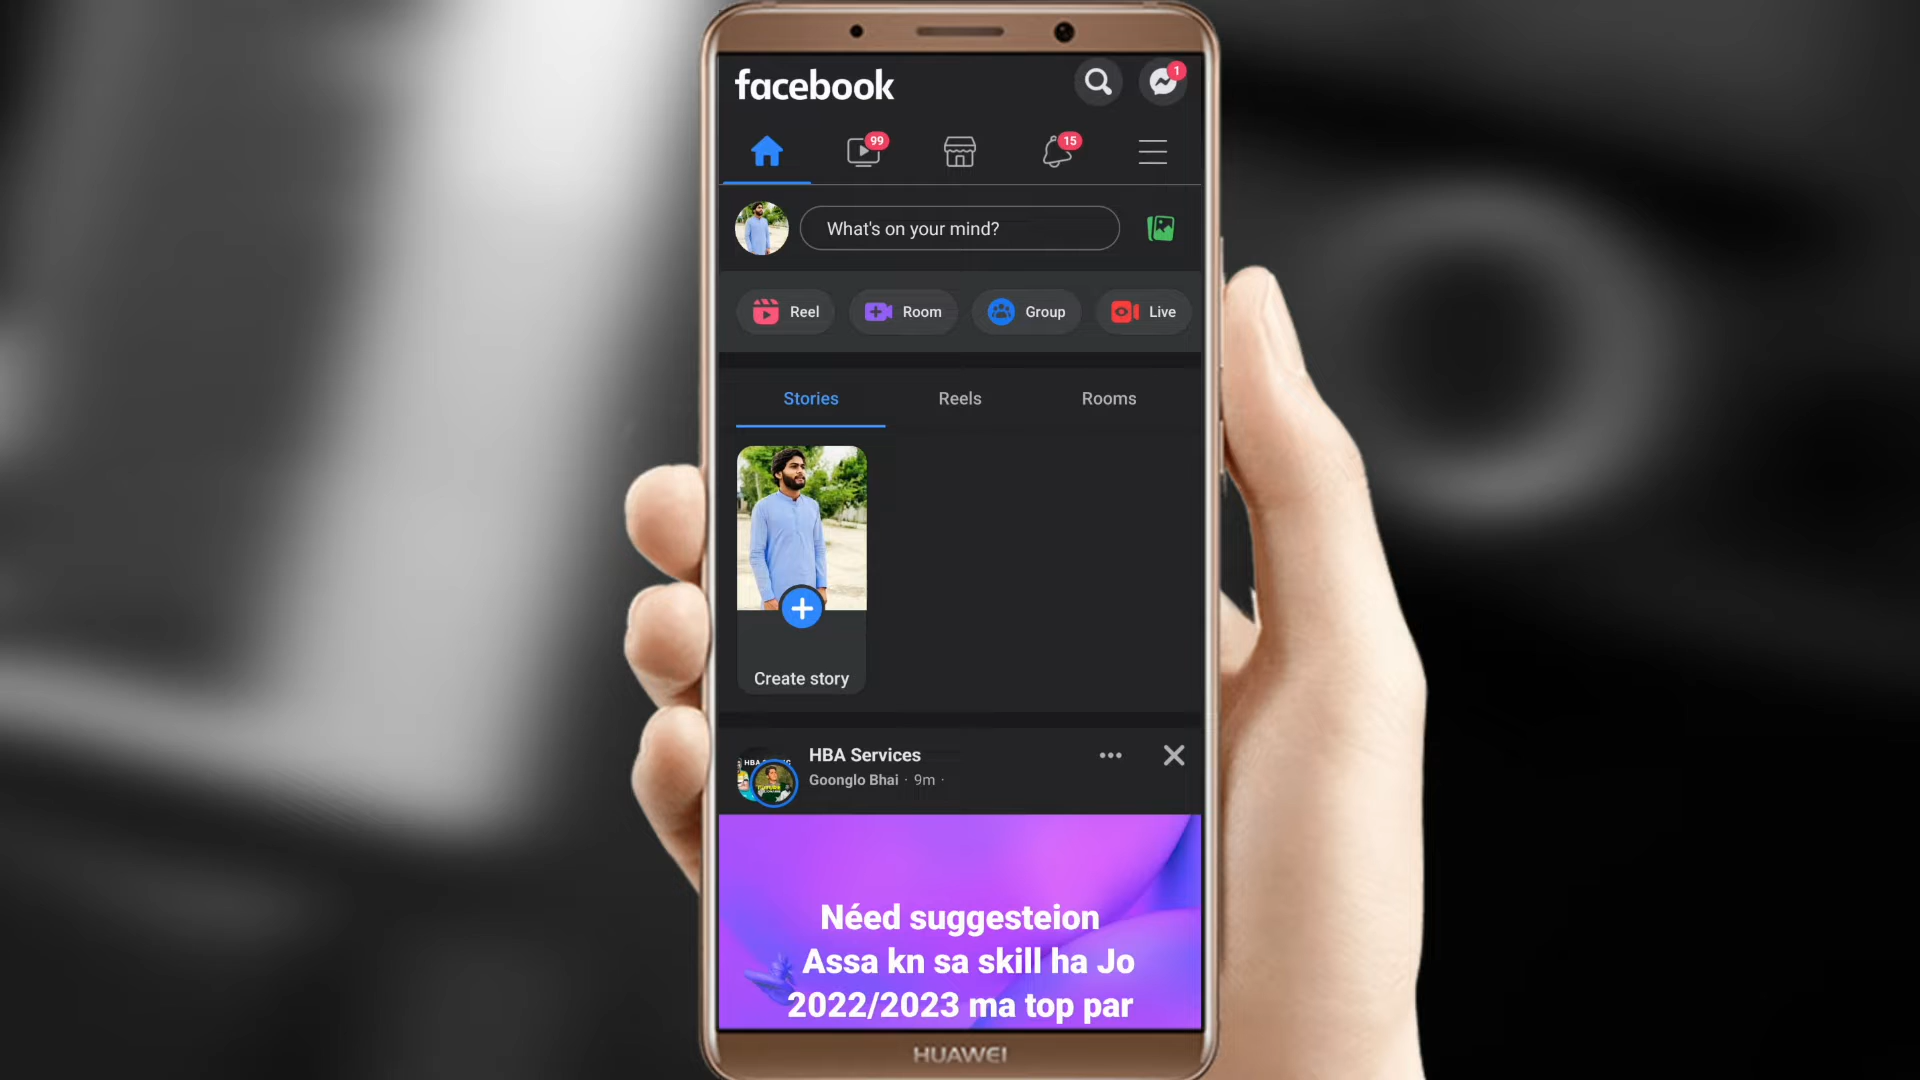 facebook
1
99
15
What's on your mind?
Reel
Room
Group
Live
Stories
Reels
Rooms
Create story
HBA Services
Goonglo Bhai · 9m ·
Néed suggesteion
Assa kn sa skill ha Jo
2022/2023 ma top par
HUAWEI